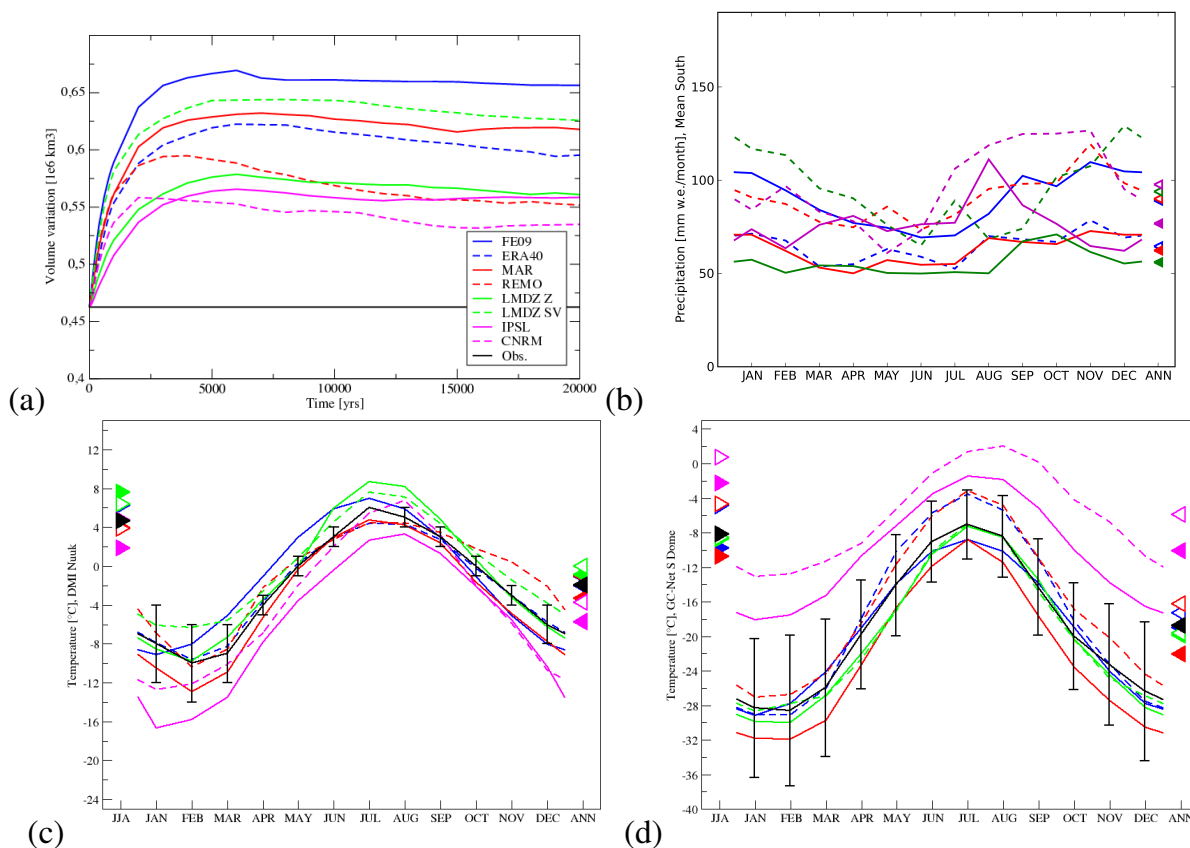 Volume variation [1e6 km3]
0,65
0,6
0,55
0,5
0,45
0,4
0
5000
10000
15000
20000
Time [yrs]
FE09
ERA40
MAR
REMO
LMDZ Z
LMDZ SV
IPSL
CNRM
Obs.
(a)
Precipitation [mm w.e./month], Mean South
150
100
50
0
JAN FEB MAR APR MAY JUN JUL AUG SEP OCT NOV DEC ANN
(b)
Temperature [°C], DMI Nuuk
12
8
4
0
-4
-8
-12
-16
-20
-24
JJA JAN FEB MAR APR MAY JUN JUL AUG SEP OCT NOV DEC ANN
(c)
Temperature [°C], GC-Net S Dome
4
0
-4
-8
-12
-16
-20
-24
-28
-32
-36
-40
JJA JAN FEB MAR APR MAY JUN JUL AUG SEP OCT NOV DEC ANN
(d)